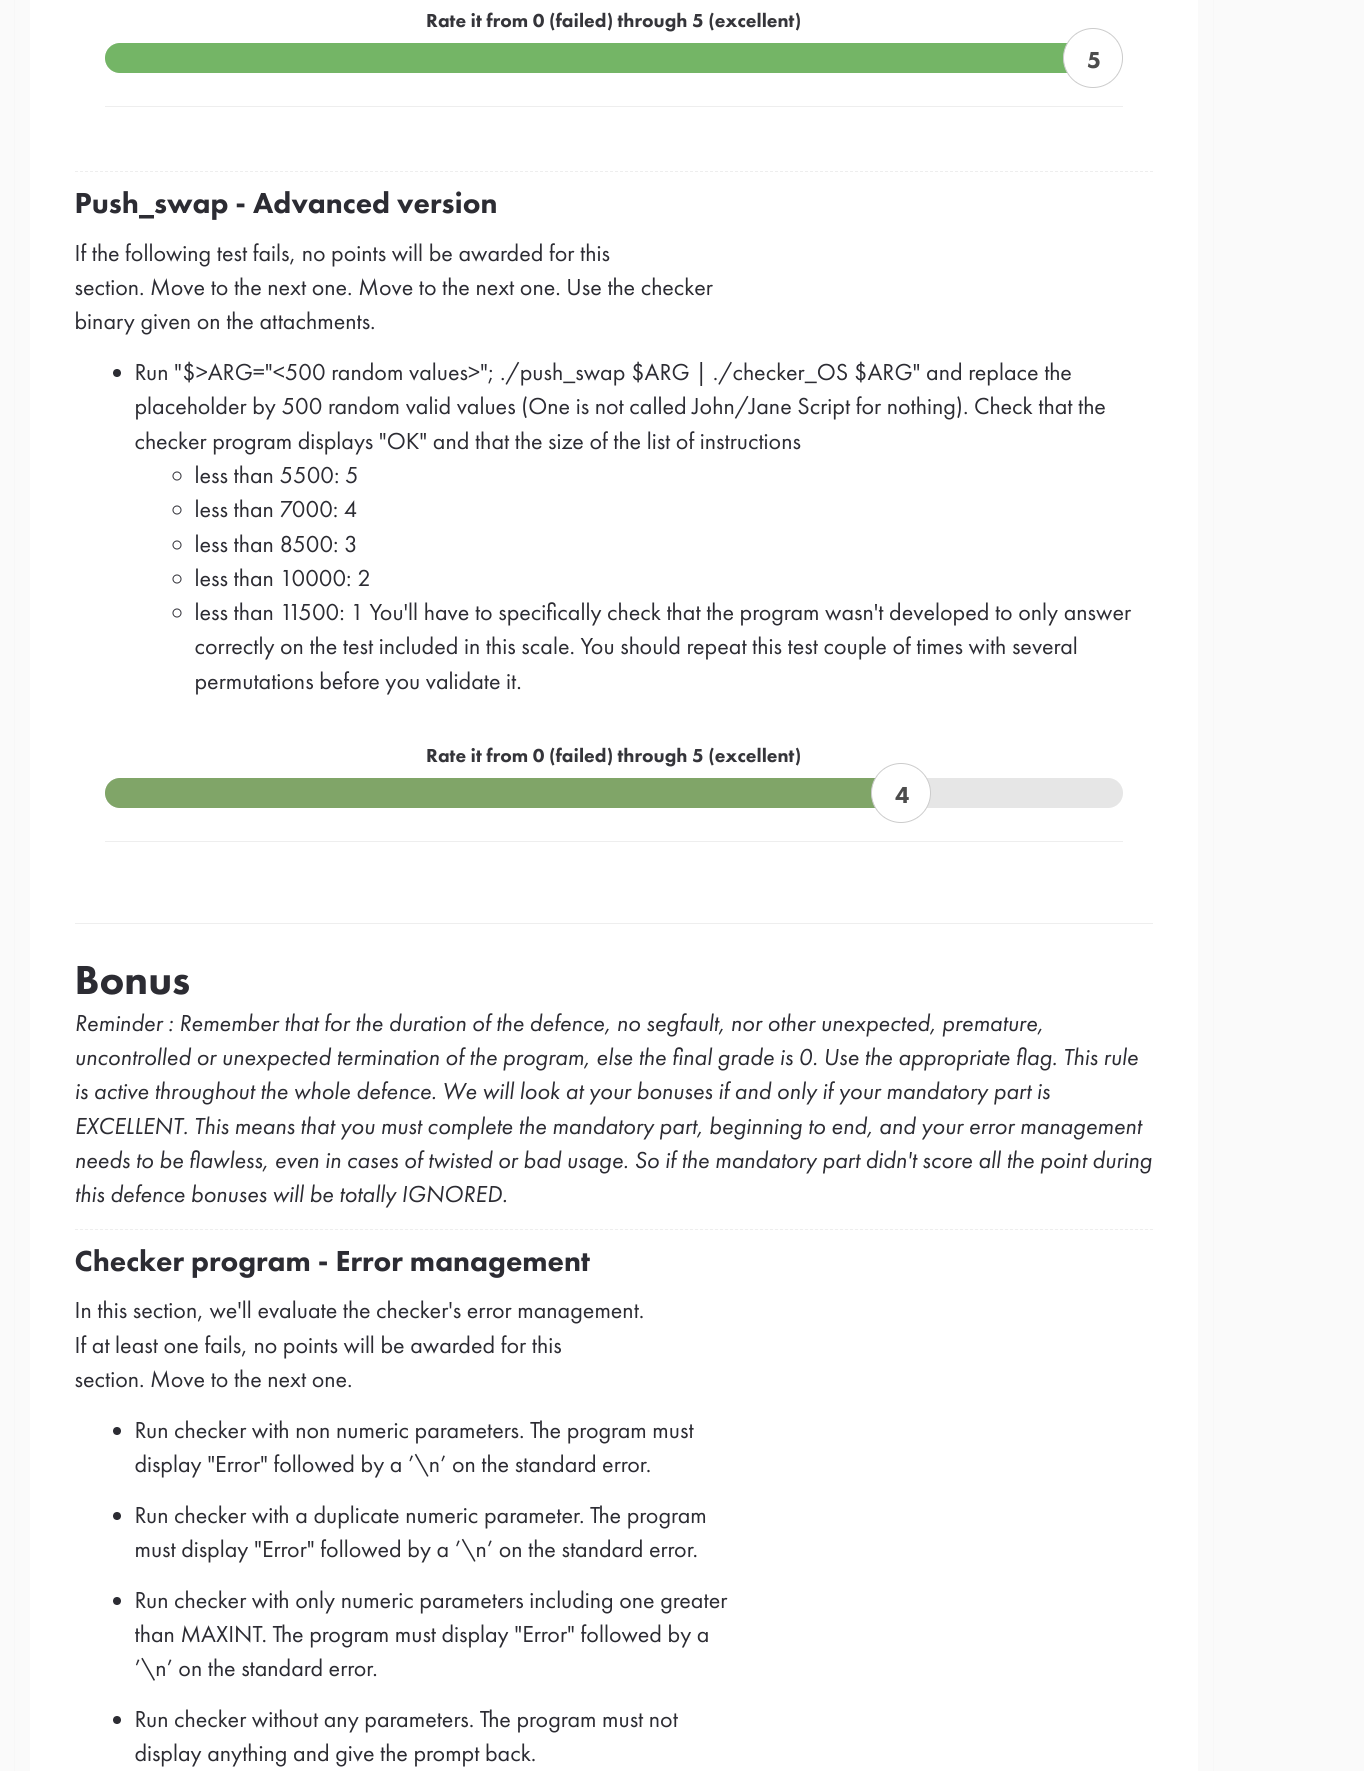 Rate it from 0 (failed) through 5 (excellent)
5
Push_swap - Advanced version
If the following test fails, no points will be awarded for this
section. Move to the next one. Move to the next one. Use the checker
binary given on the attachments.
Run "$>ARG="<500 random values>"; ./push_swap $ARG | ./checker_OS $ARG" and replace the
placeholder by 500 random valid values (One is not called John/Jane Script for nothing). Check that the
checker program displays "OK" and that the size of the list of instructions
less than 5500: 5
less than 7000: 4
less than 8500: 3
less than 10000: 2
less than 11500: 1 You'll have to specifically check that the program wasn't developed to only answer
correctly on the test included in this scale. You should repeat this test couple of times with several
permutations before you validate it.
Rate it from 0 (failed) through 5 (excellent)
4
Bonus
Reminder : Remember that for the duration of the defence, no segfault, nor other unexpected, premature,
uncontrolled or unexpected termination of the program, else the final grade is 0. Use the appropriate flag. This rule
is active throughout the whole defence. We will look at your bonuses if and only if your mandatory part is
EXCELLENT. This means that you must complete the mandatory part, beginning to end, and your error management
needs to be flawless, even in cases of twisted or bad usage. So if the mandatory part didn't score all the point during
this defence bonuses will be totally IGNORED.
Checker program - Error management
In this section, we'll evaluate the checker's error management.
If at least one fails, no points will be awarded for this
section. Move to the next one.
Run checker with non numeric parameters. The program must
display "Error" followed by a ’\n’ on the standard error.
Run checker with a duplicate numeric parameter. The program
must display "Error" followed by a ’\n’ on the standard error.
Run checker with only numeric parameters including one greater
than MAXINT. The program must display "Error" followed by a
’\n’ on the standard error.
Run checker without any parameters. The program must not
display anything and give the prompt back.